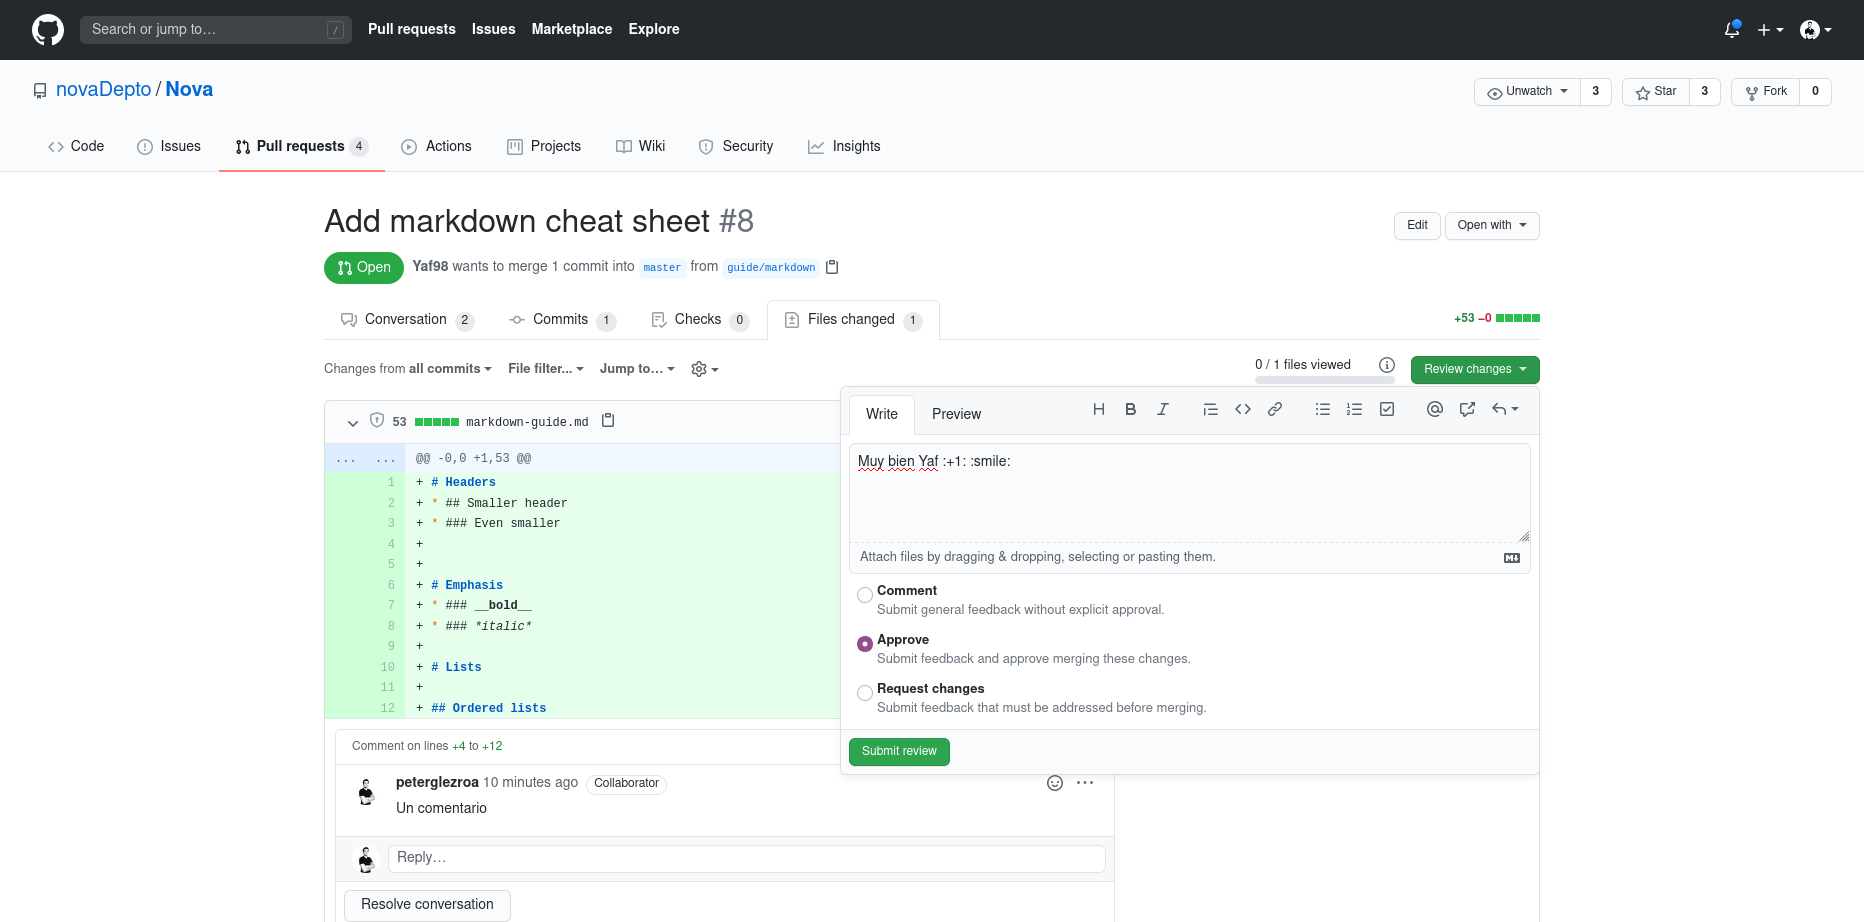 Search or jump to… /
Pull requests Issues Marketplace Explore
novaDepto / Nova
Unwatch 3 Star 3 Fork 0
Code Issues Pull requests 4 Actions Projects Wiki Security Insights
Add markdown cheat sheet #8
Edit Open with
Open Yaf98 wants to merge 1 commit into master from guide/markdown
Conversation 2 Commits 1 Checks 0 Files changed 1
+53 −0
Changes from all commits File filter... Jump to...
0 / 1 files viewed Review changes
53 markdown-guide.md
... ... @@ -0,0 +1,53 @@
1 + # Headers
2 + * ## Smaller header
3 + * ### Even smaller
4 +
5 +
6 + # Emphasis
7 + * ### __bold__
8 + * ### *italic*
9 +
10 + # Lists
11 +
12 + ## Ordered lists
Write Preview H B I
Muy bien Yaf :+1: :smile:
Attach files by dragging & dropping, selecting or pasting them.
Comment
Submit general feedback without explicit approval.
Approve
Submit feedback and approve merging these changes.
Request changes
Submit feedback that must be addressed before merging.
Submit review
Comment on lines +4 to +12
peterglezroa 10 minutes ago Collaborator
Un comentario
Reply…
Resolve conversation